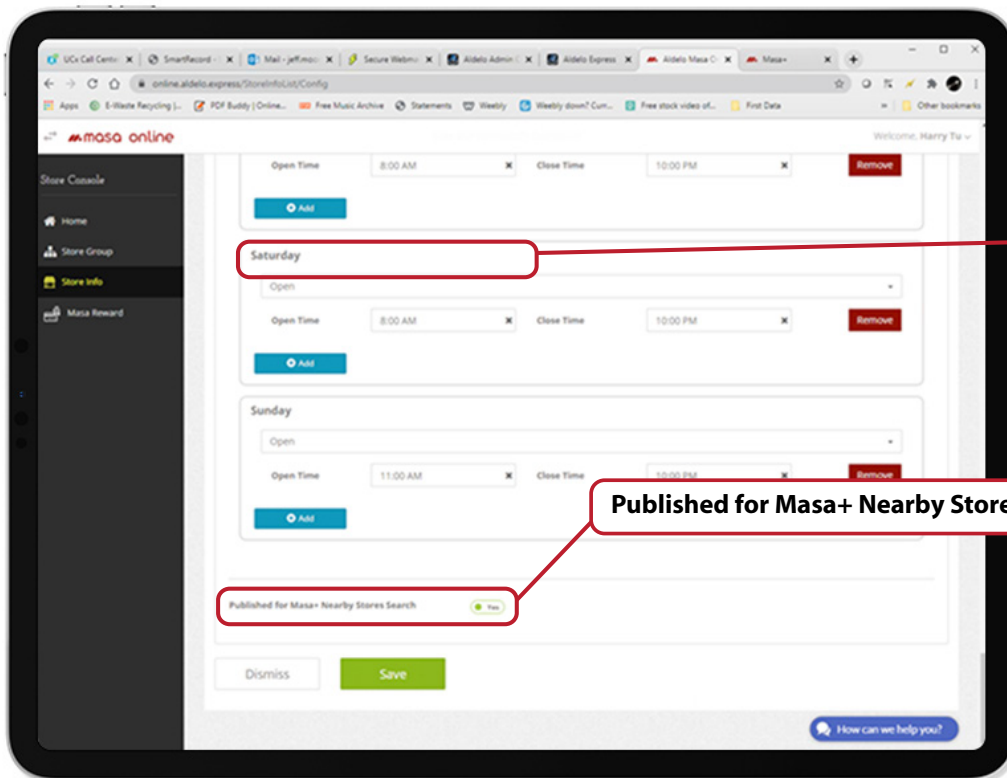 UCx Call Cente
SmartRecord -
Mail - jeff.moo
Secure Webma
Aldelo Admin
Aldelo Express
Aldelo Masa O
Masa+
online.aldelo.express/StoreInfoList/Config
Apps
E-Waste Recycling |...
PDF Buddy | Online...
Free Music Archive
Statements
Weebly
Weebly down? Curr...
Free stock video of...
First Data
Other bookmarks
masa online
Welcome, Harry Tu
Store Console
Home
Store Group
Store Info
Masa Reward
Open Time 8:00 AM Close Time 10:00 PM Remove
Add
Saturday
Open
Open Time 8:00 AM Close Time 10:00 PM Remove
Add
Sunday
Open
Open Time 11:00 AM Close Time 10:00 PM Remove
Add
Published for Masa+ Nearby Store
Published for Masa+ Nearby Stores Search Yes
Dismiss Save
How can we help you?